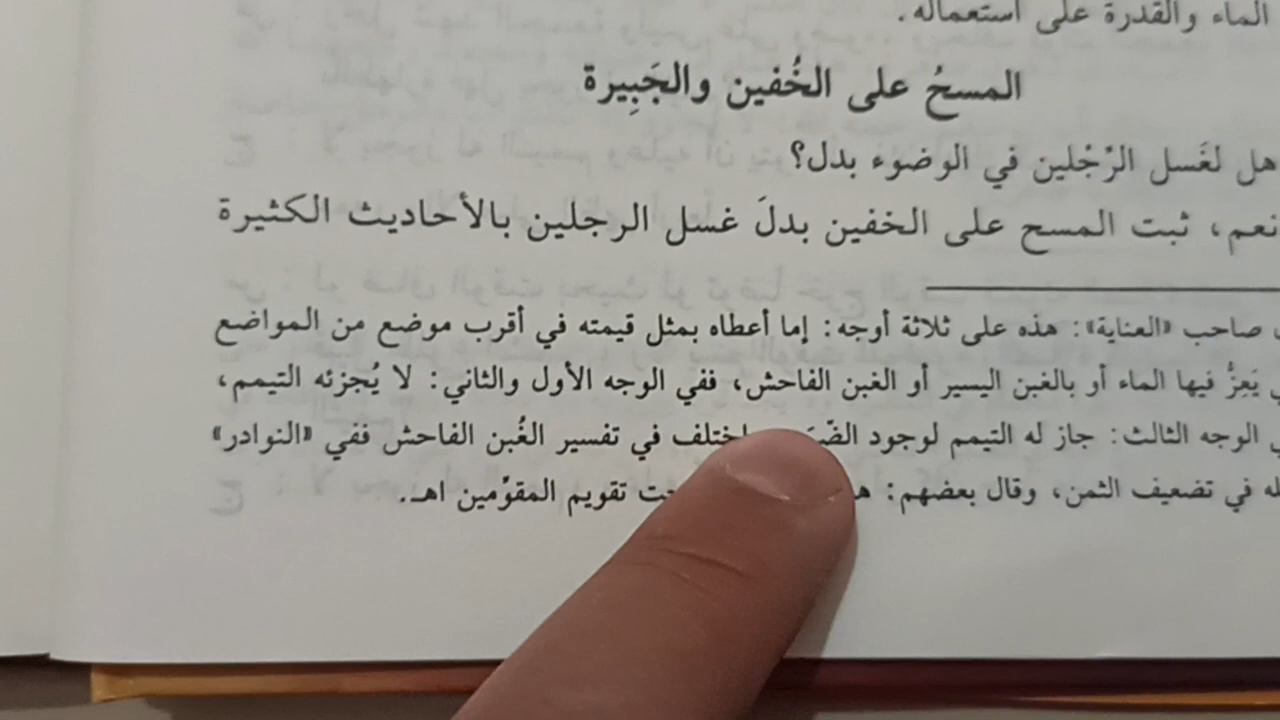 الماء والقدرة على استعماله.
المسحُ على الخُفين والجَبِيرة
هل لغَسل الرِّجْلين في الوضوء بدل؟
نعم، ثبت المسح على الخفين بدلَ غسل الرجلين بالأحاديث الكثيرة
صاحب «العناية»: هذه على ثلاثة أوجه: إما أعطاه بمثل قيمته في أقرب موضع من المواضع
يَعِزُّ فيها الماء أو بالغبن اليسير أو الغبن الفاحش، ففي الوجه الأول والثاني: لا يُجزئه التيمم،
الوجه الثالث: جاز له التيمم لوجود اختلف في تفسير الغُبن الفاحش ففي «النوادر»
في تضعيف الثمن، وقال بعضهم: تقويم المقوِّمين اهـ.